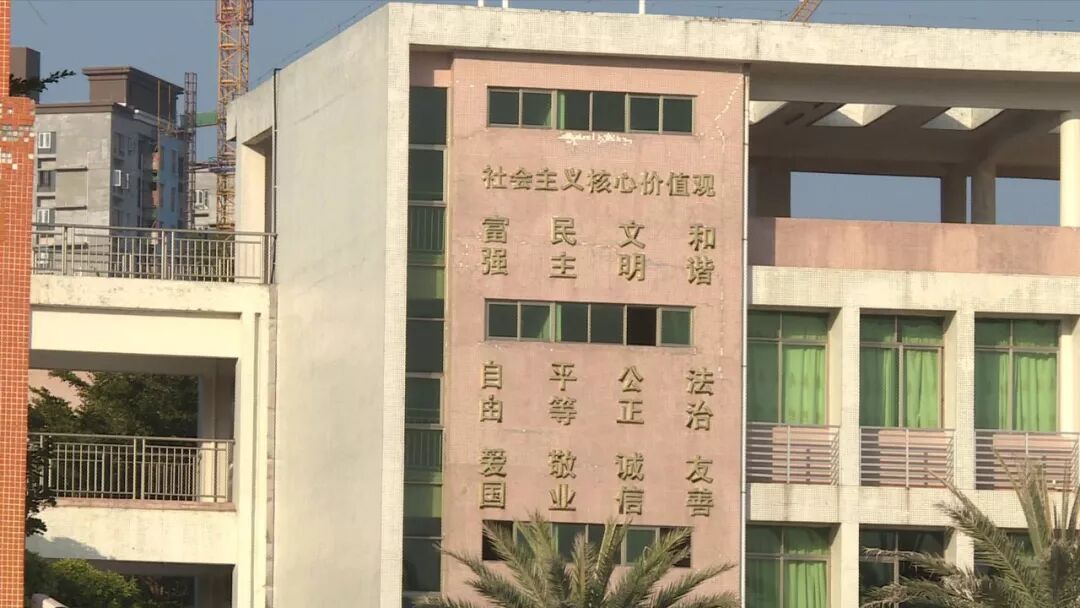 社会主义核心价值观
富强 民主 文明 和谐
自由 平等 公正 法治
爱国 敬业 诚信 友善